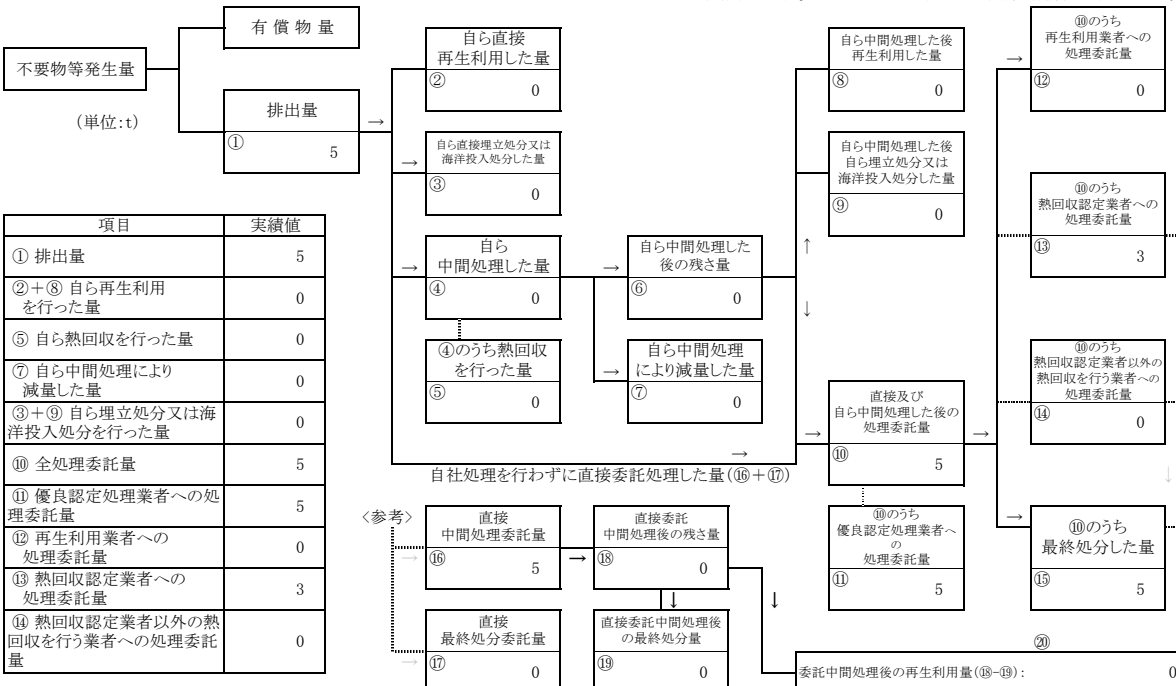 不要物等発生量
(単位:t)
有 償 物 量
排出量
①
5
→
自ら直接
再生利用した量
②
0
→
自ら直接埋立処分又は
海洋投入処分した量
③
0
→
自ら
中間処理した量
④
0
④のうち熱回収
を行った量
⑤
0
→
自ら中間処理した
後の残さ量
⑥
0
→
自ら中間処理
により減量した量
⑦
0
自ら中間処理した後
再生利用した量
⑧
0
自ら中間処理した後
自ら埋立処分又は
海洋投入処分した量
⑨
0
↑
↓
→
自社処理を行わずに直接委託処理した量(⑯+⑰)
→
直接及び
自ら中間処理した後の
処理委託量
⑩
5
⑩のうち
優良認定処理業者へ
の
処理委託量
⑪
5
→
→
⑩のうち
再生利用業者への
処理委託量
⑫
0
⑩のうち
熱回収認定業者への
処理委託量
⑬
3
⑩のうち
熱回収認定業者以外の
熱回収を行う業者への
処理委託量
⑭
0
↓
→
⑩のうち
最終処分した量
⑮
5
項目 実績値
① 排出量 5
②+⑧ 自ら再生利用
を行った量 0
⑤ 自ら熱回収を行った量 0
⑦ 自ら中間処理により
減量した量 0
③+⑨ 自ら埋立処分又は海
洋投入処分を行った量 0
⑩ 全処理委託量 5
⑪ 優良認定処理業者への処
理委託量 5
⑫ 再生利用業者への
処理委託量 0
⑬ 熱回収認定業者への
処理委託量 3
⑭ 熱回収認定業者以外の熱
回収を行う業者への処理委託
量 0
〈参考〉
→
直接
中間処理委託量
⑯
5
→
直接委託
中間処理後の残さ量
⑱
0
↓
↓
→
直接
最終処分委託量
⑰
0
直接委託中間処理後
の最終処分量
⑲
0
⑳
委託中間処理後の再生利用量(⑱-⑲): 0